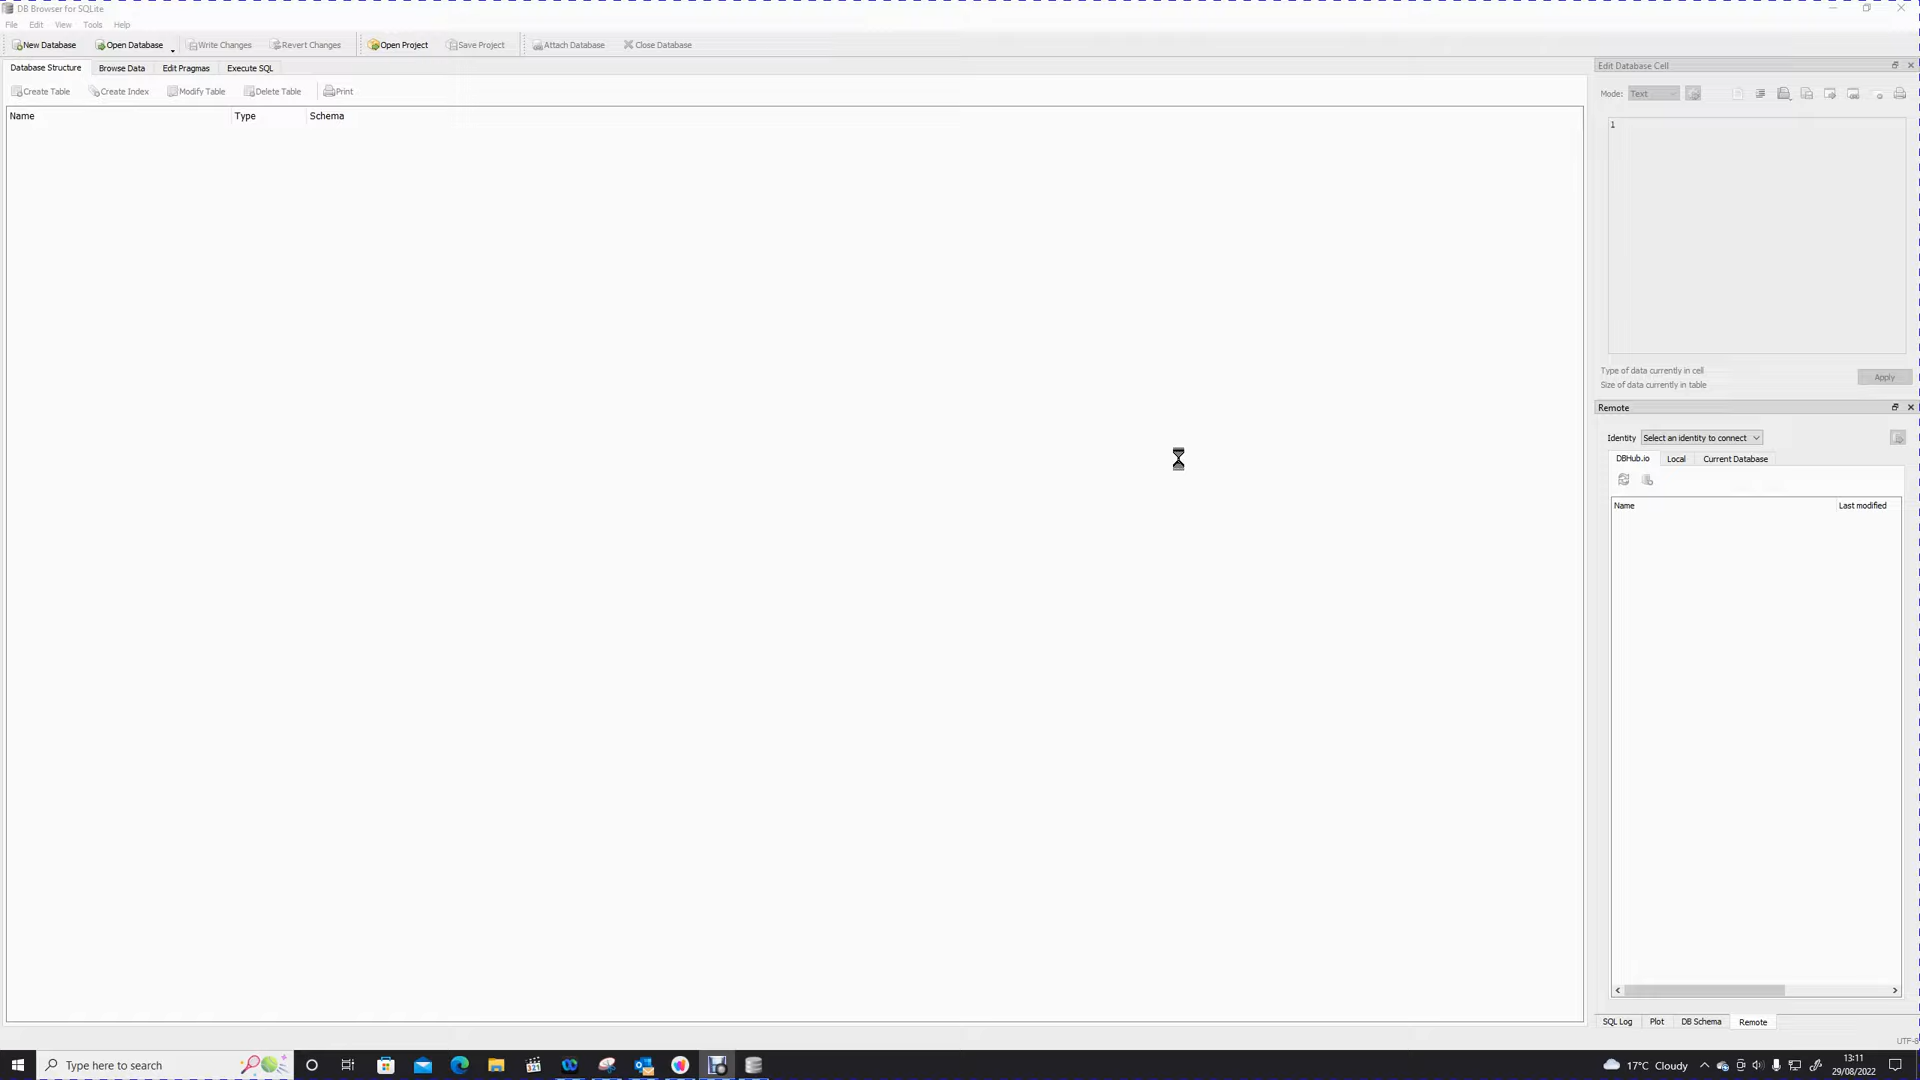 DB Browser for SQLite
File Edit View Tools Help
New Database Open Database Write Changes Revert Changes Open Project Save Project Attach Database Close Database
Database Structure Browse Data Edit Pragmas Execute SQL
Create Table Create Index Modify Table Delete Table Print
Name Type Schema
Edit Database Cell
Mode: Text
1
Type of data currently in cell
Size of data currently in table
Apply
Remote
Identity Select an identity to connect
DBHub.io Local Current Database
Name Last modified
SQL Log Plot DB Schema Remote
UTF-8
Type here to search
321
17°C Cloudy
13:11
29/08/2022